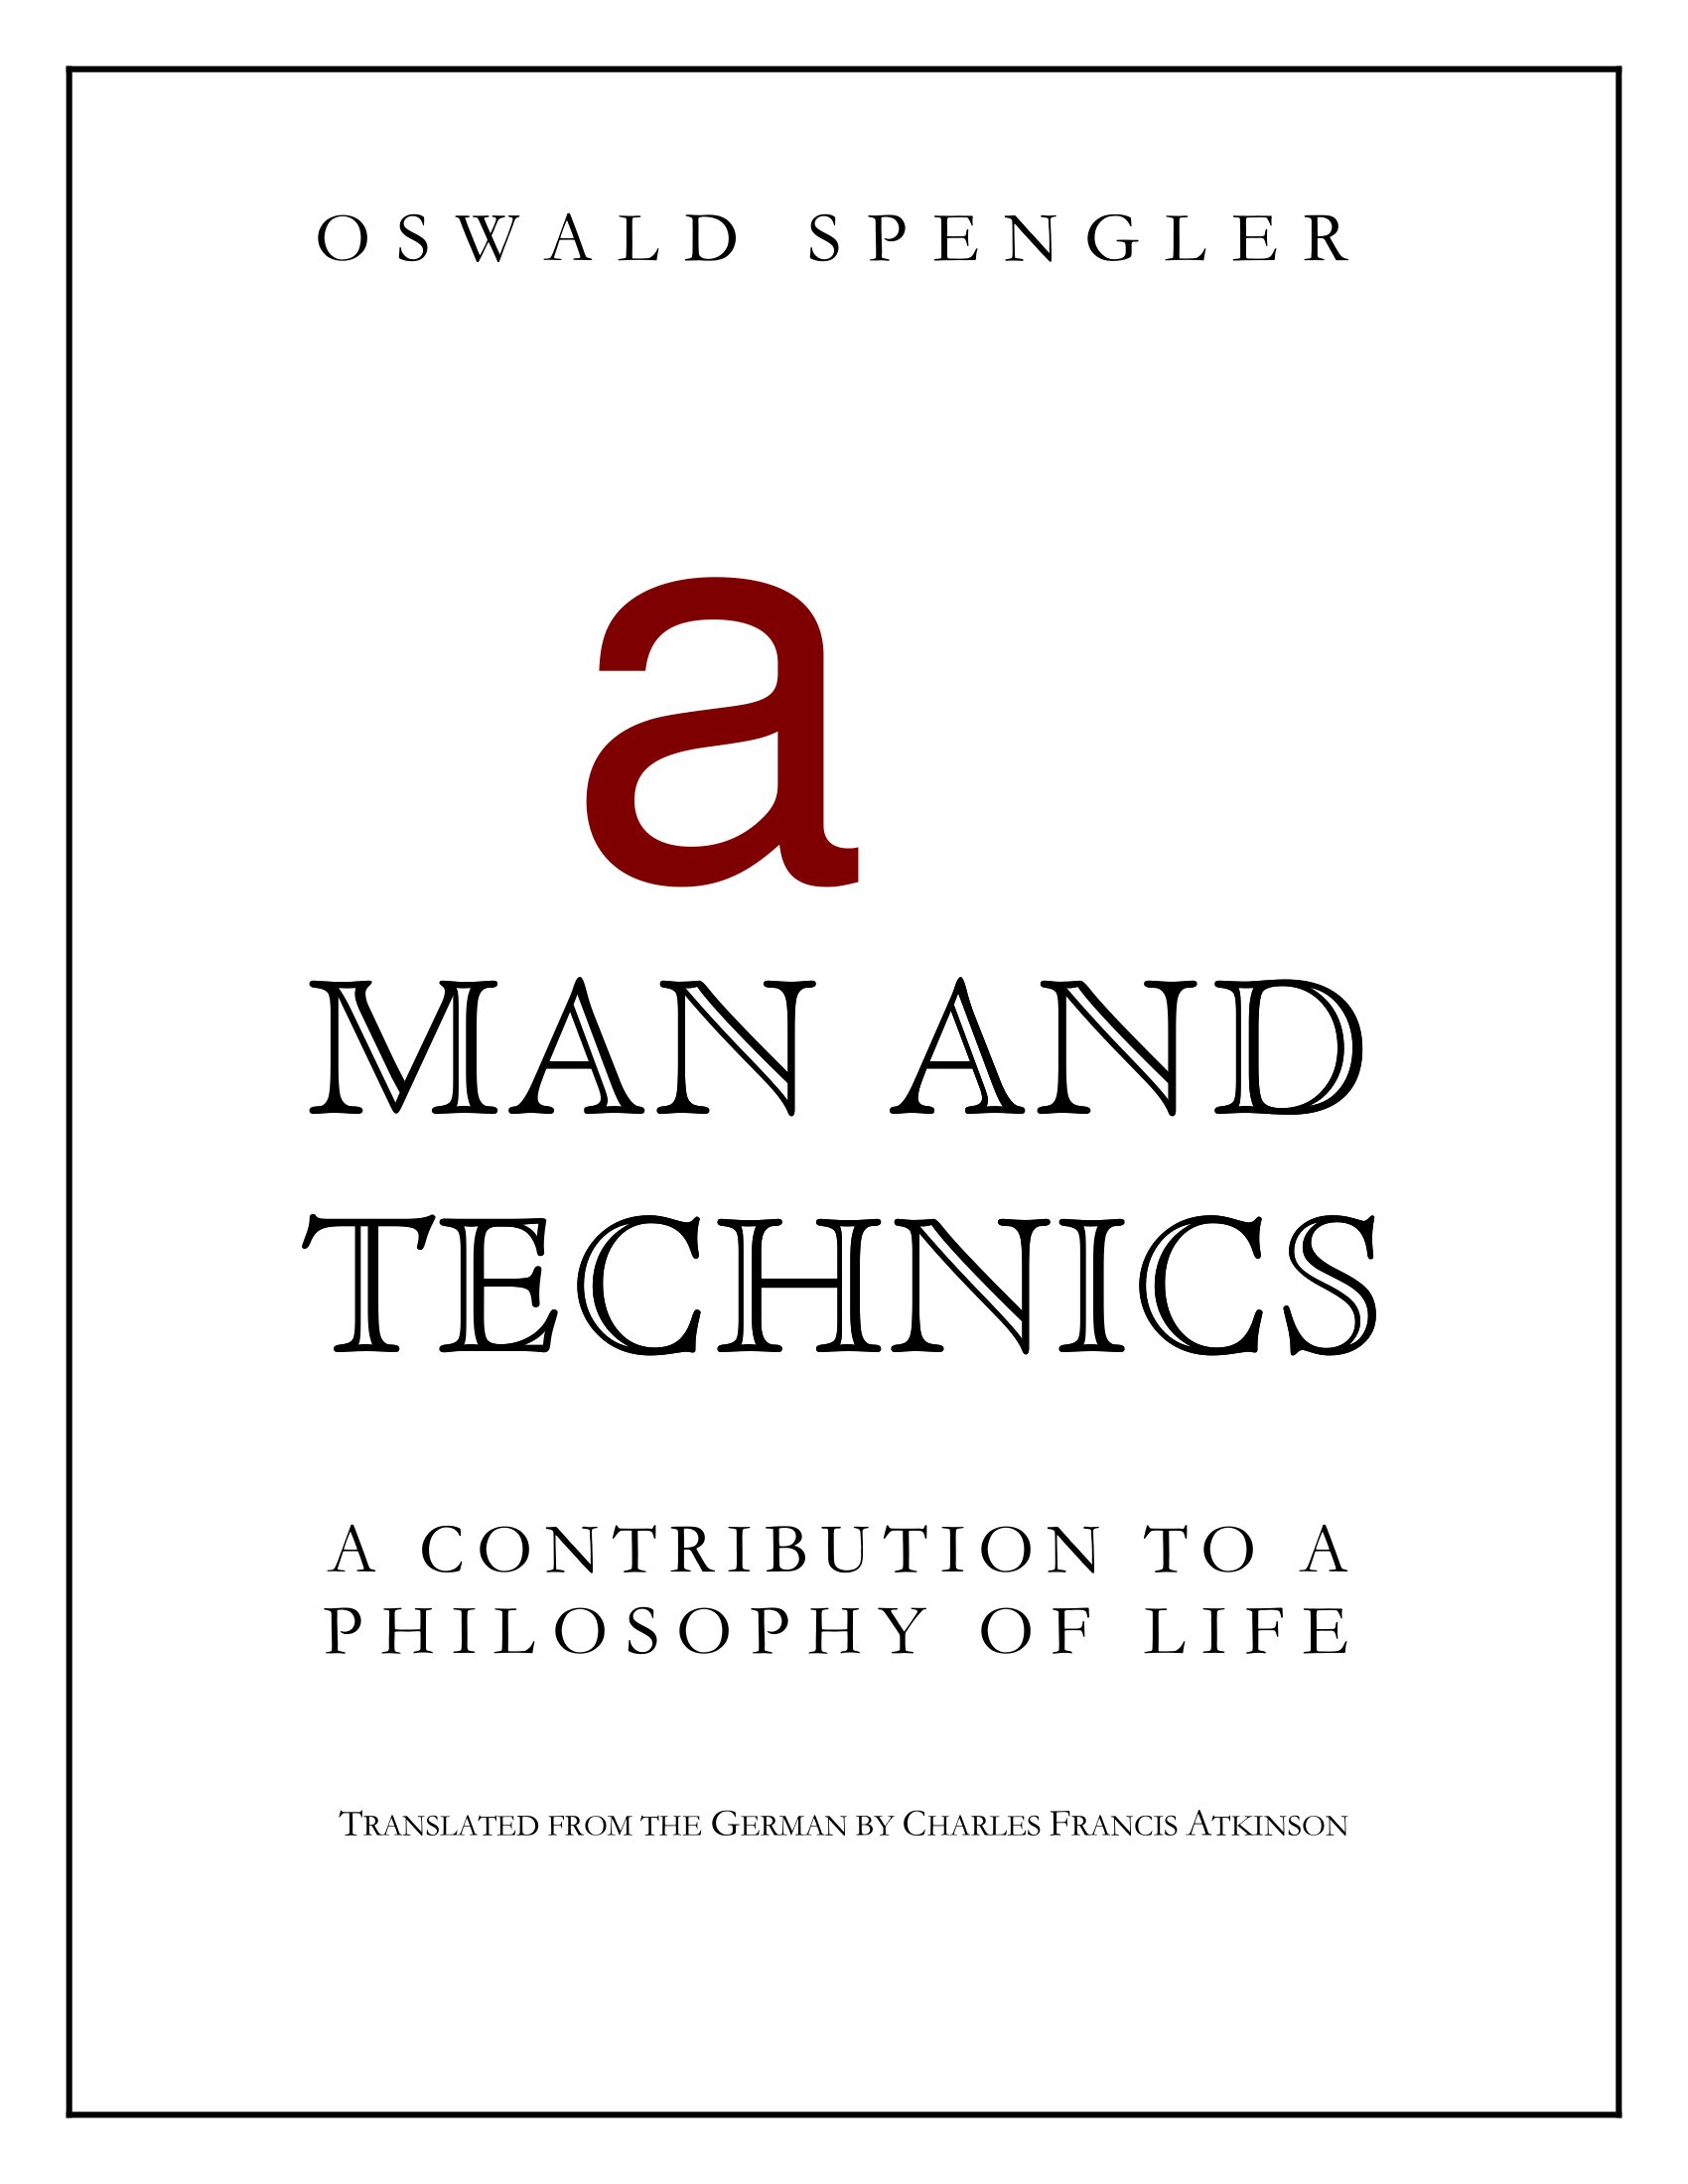 OSWALD SPENGLER
a
MAN AND
TECHNICS
A CONTRIBUTION TO A
PHILOSOPHY OF LIFE
TRANSLATED FROM THE GERMAN BY CHARLES FRANCIS ATKINSON